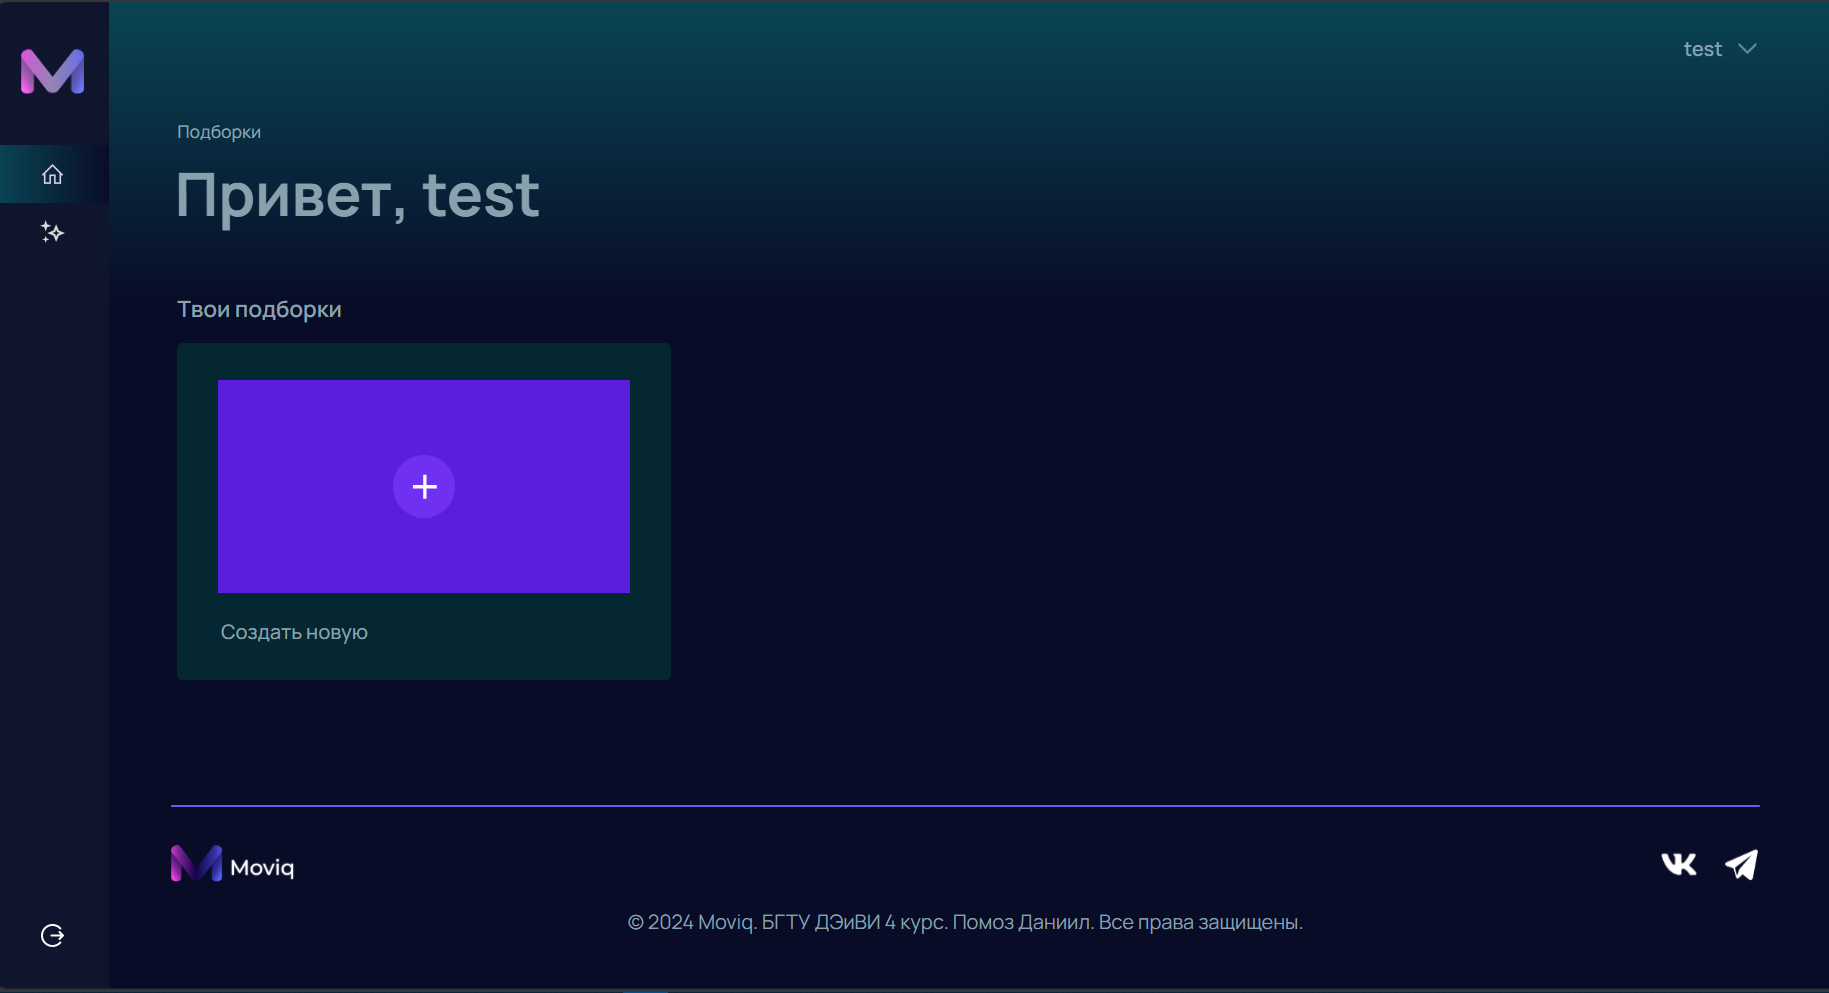 test
Подборки
Привет, test
Твои подборки
Создать новую
Moviq
© 2024 Moviq. БГТУ ДЭиВИ 4 курс. Помоз Даниил. Все права защищены.